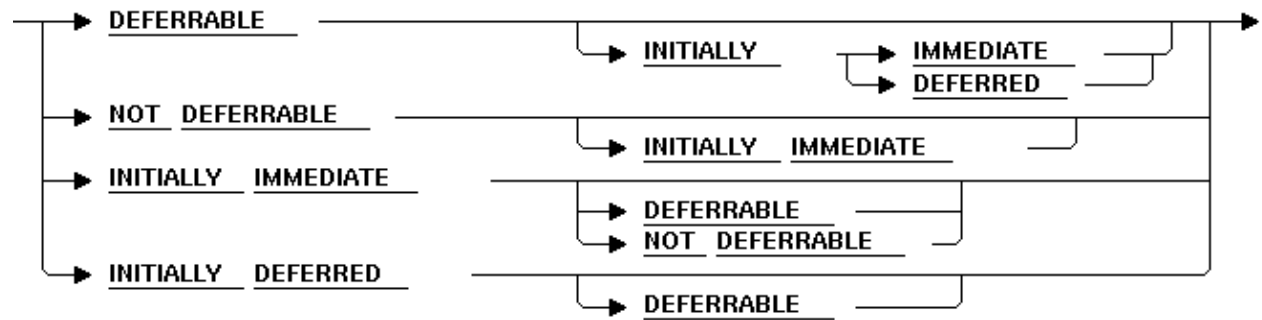 DEFERRABLE
INITIALLY IMMEDIATE
DEFERRED
NOT DEFERRABLE
INITIALLY IMMEDIATE
INITIALLY IMMEDIATE
DEFERRABLE
NOT DEFERRABLE
INITIALLY DEFERRED
DEFERRABLE